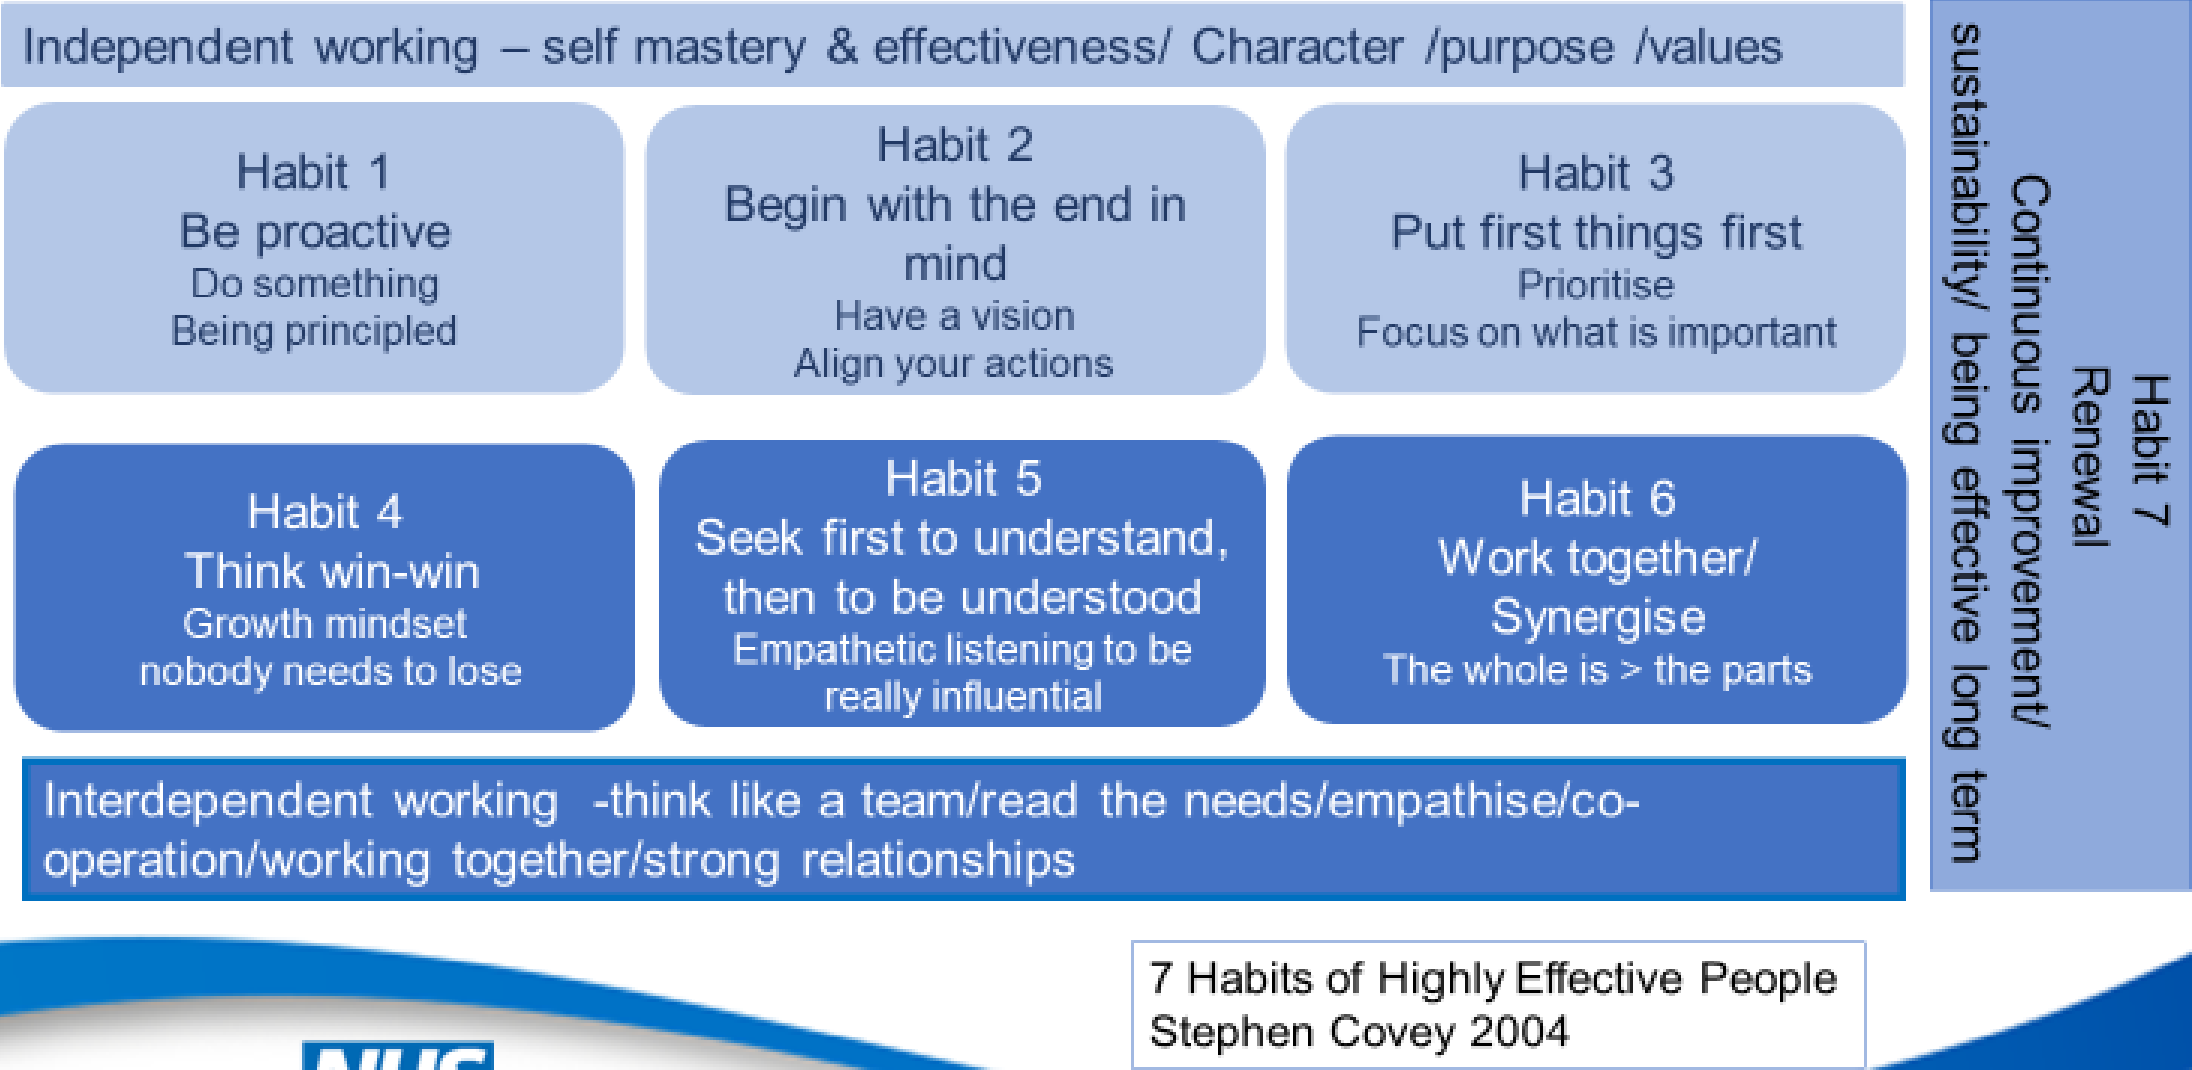 Independent working – self mastery & effectiveness/ Character /purpose /values
Habit 1
Be proactive
Do something
Being principled
Habit 2
Begin with the end in
mind
Have a vision
Align your actions
Habit 3
Put first things first
Prioritise
Focus on what is important
Habit 4
Think win-win
Growth mindset
nobody needs to lose
Habit 5
Seek first to understand,
then to be understood
Empathetic listening to be
really influential
Habit 6
Work together/
Synergise
The whole is > the parts
Interdependent working -think like a team/read the needs/empathise/co-
operation/working together/strong relationships
Habit 7
Renewal
Continuous improvement/
sustainability/ being effective long term
7 Habits of Highly Effective People
Stephen Covey 2004
NHS